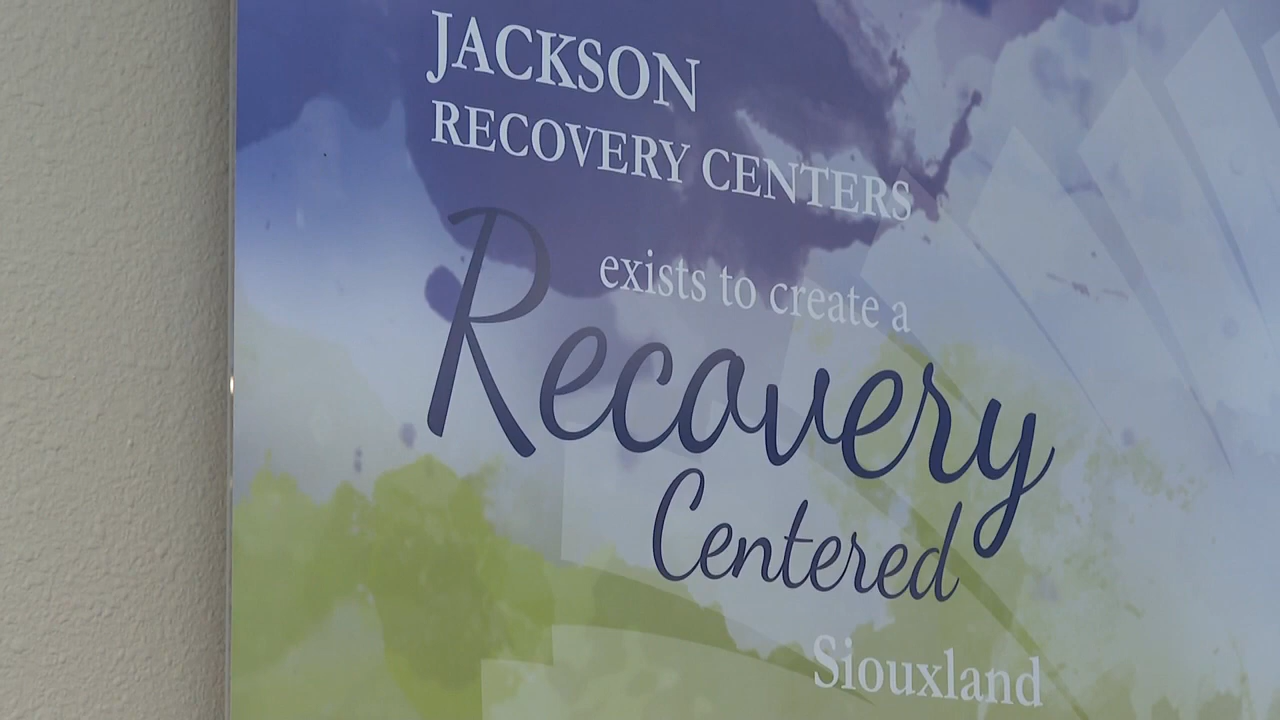 JACKSON
RECOVERY CENTERS
exists to create a
Recovery
Centered
Siouxland